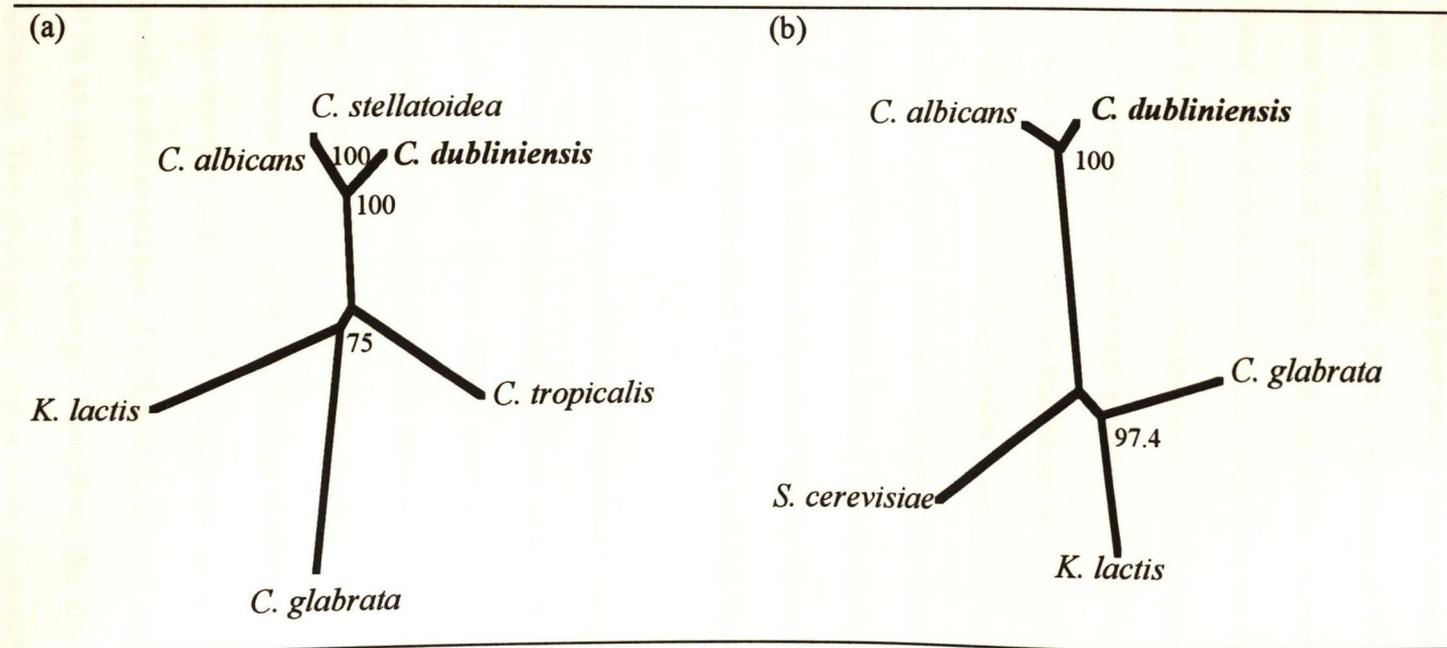 (a)
C. stellatoidea
C. albicans
100
C. dubliniensis
100
75
K. lactis
C. tropicalis
C. glabrata
(b)
C. albicans
C. dubliniensis
100
C. glabrata
97.4
S. cerevisiae
K. lactis